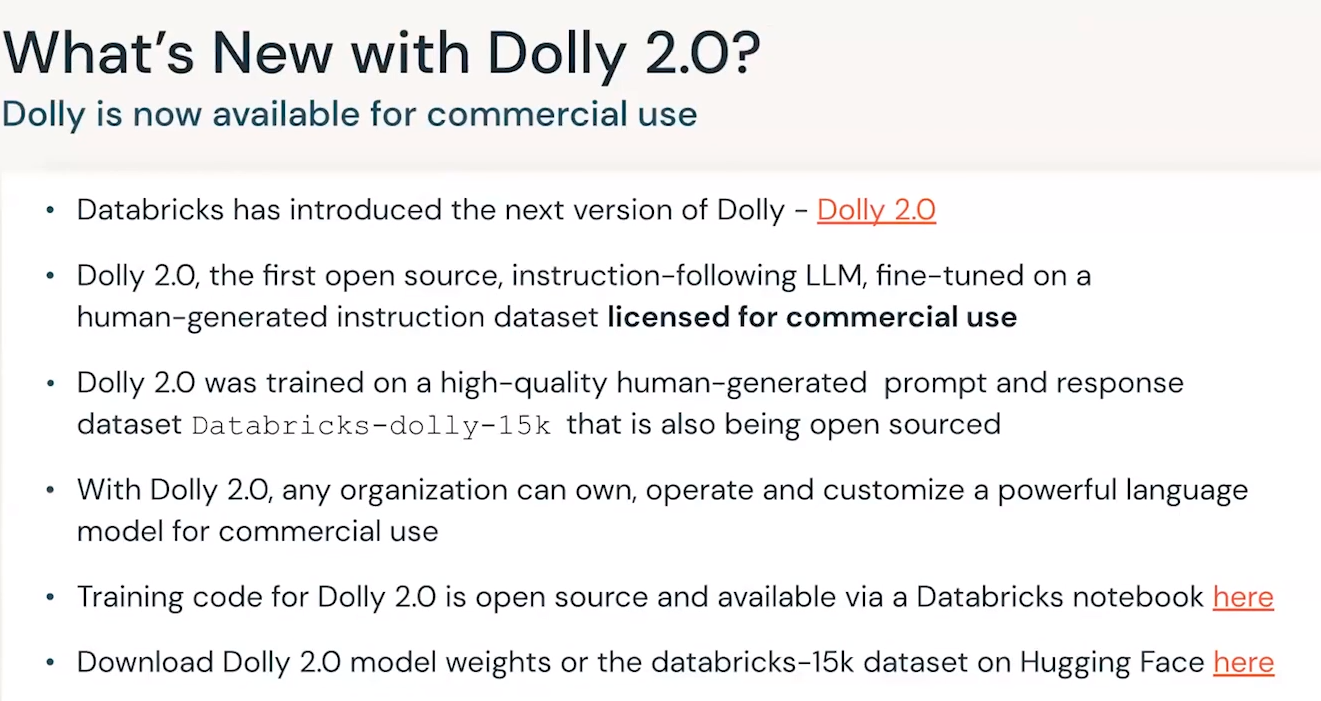 What's New with Dolly 2.0?
Dolly is now available for commercial use
• Databricks has introduced the next version of Dolly – Dolly 2.0
• Dolly 2.0, the first open source, instruction-following LLM, fine-tuned on a
human-generated instruction dataset licensed for commercial use
• Dolly 2.0 was trained on a high-quality human-generated prompt and response
dataset Databricks-dolly-15k that is also being open sourced
• With Dolly 2.0, any organization can own, operate and customize a powerful language
model for commercial use
• Training code for Dolly 2.0 is open source and available via a Databricks notebook here
• Download Dolly 2.0 model weights or the databricks-15k dataset on Hugging Face here